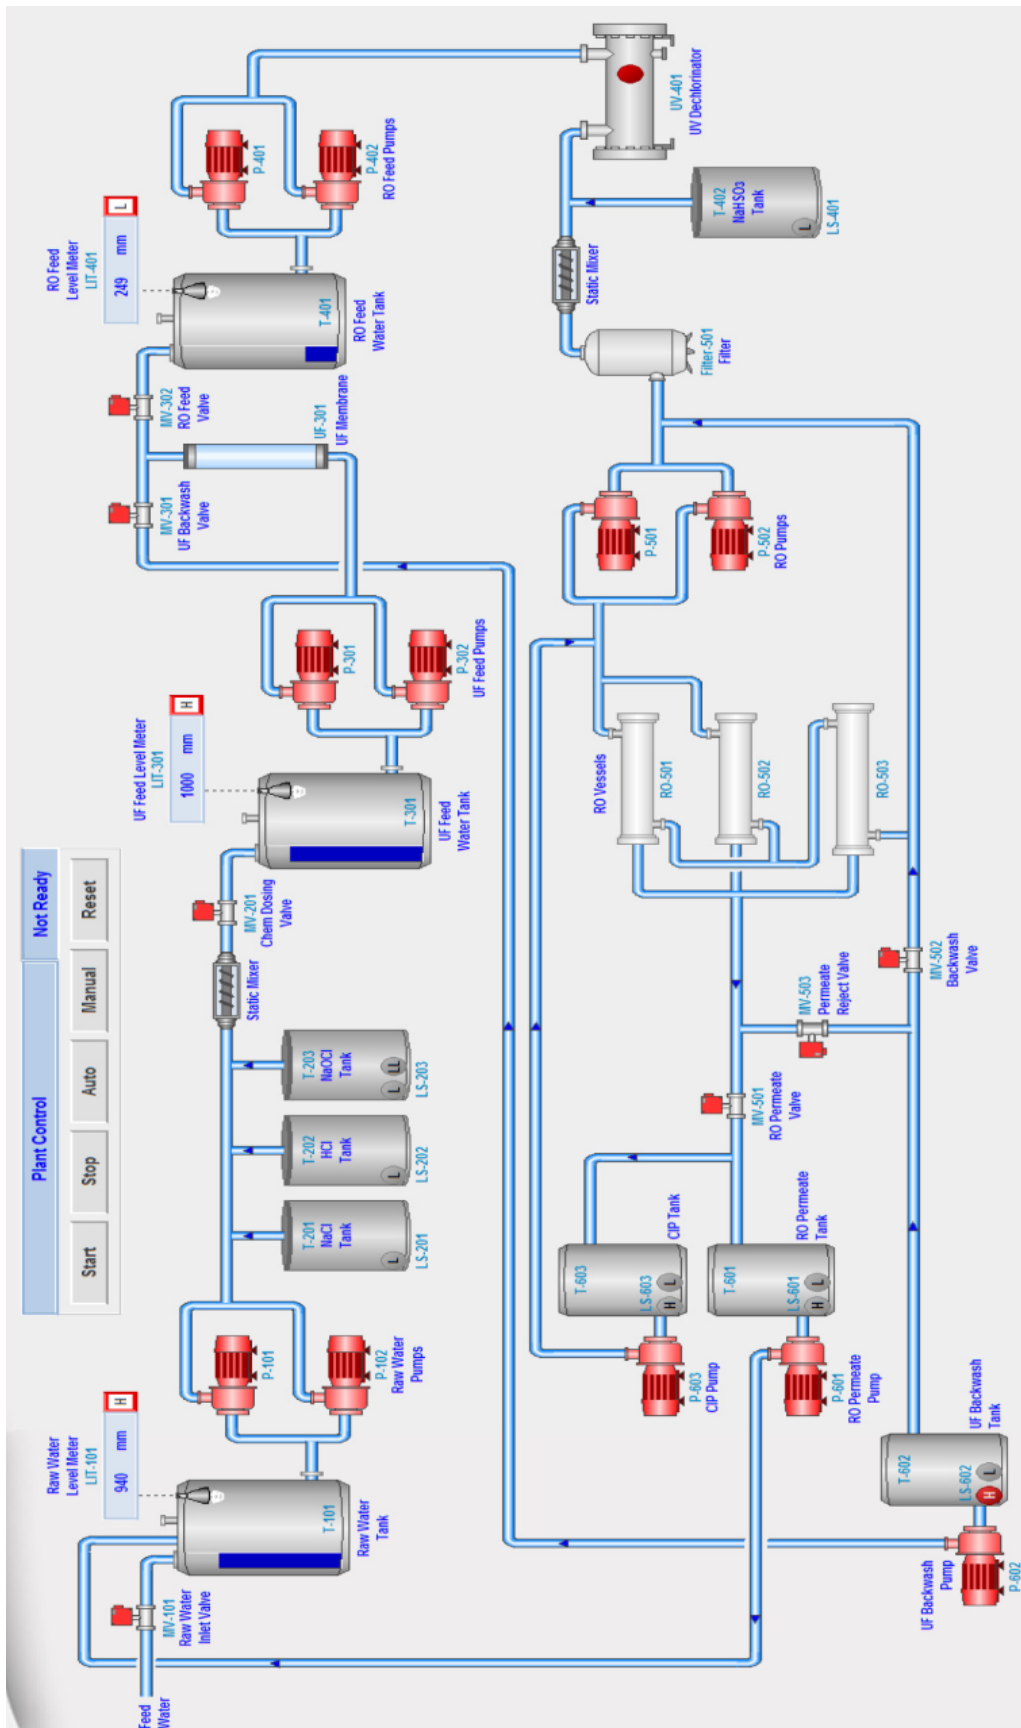 Plant Control
Not Ready
Start
Stop
Auto
Manual
Reset
Feed
Water
MV-101
Raw Water
Inlet Valve
Raw Water
Level Meter
LIT-101
940 mm
H
T-101
Raw Water
Tank
P-101
P-102
Raw Water
Pumps
T-201
NaCl
Tank
L
LS-201
T-202
HCl
Tank
L
LS-202
T-203
NaOCl
Tank
L
LL
LS-203
Static Mixer
MV-201
Chem Dosing
Valve
UF Feed Level Meter
LIT-301
1000 mm
H
T-301
UF Feed
Water Tank
P-301
P-302
UF Feed Pumps
MV-301
UF Backwash
Valve
UF-301
UF Membrane
MV-302
RO Feed
Valve
RO Feed
Level Meter
LIT-401
249 mm
L
T-401
RO Feed
Water Tank
P-401
P-402
RO Feed Pumps
UV-401
UV Dechlorinator
T-402
NaHSO3
Tank
L
LS-401
Static Mixer
Filter-501
Filter
P-501
P-502
RO Pumps
RO Vessels
RO-501
RO-502
RO-503
MV-503
Permeate
Reject Valve
MV-502
Backwash
Valve
MV-501
RO Permeate
Valve
T-603
CIP Tank
LS-603
H
L
P-603
CIP Pump
T-601
RO Permeate
Tank
LS-601
H
L
P-601
RO Permeate
Pump
T-602
UF Backwash
Tank
LS-602
H
L
UF Backwash
Pump
P-602